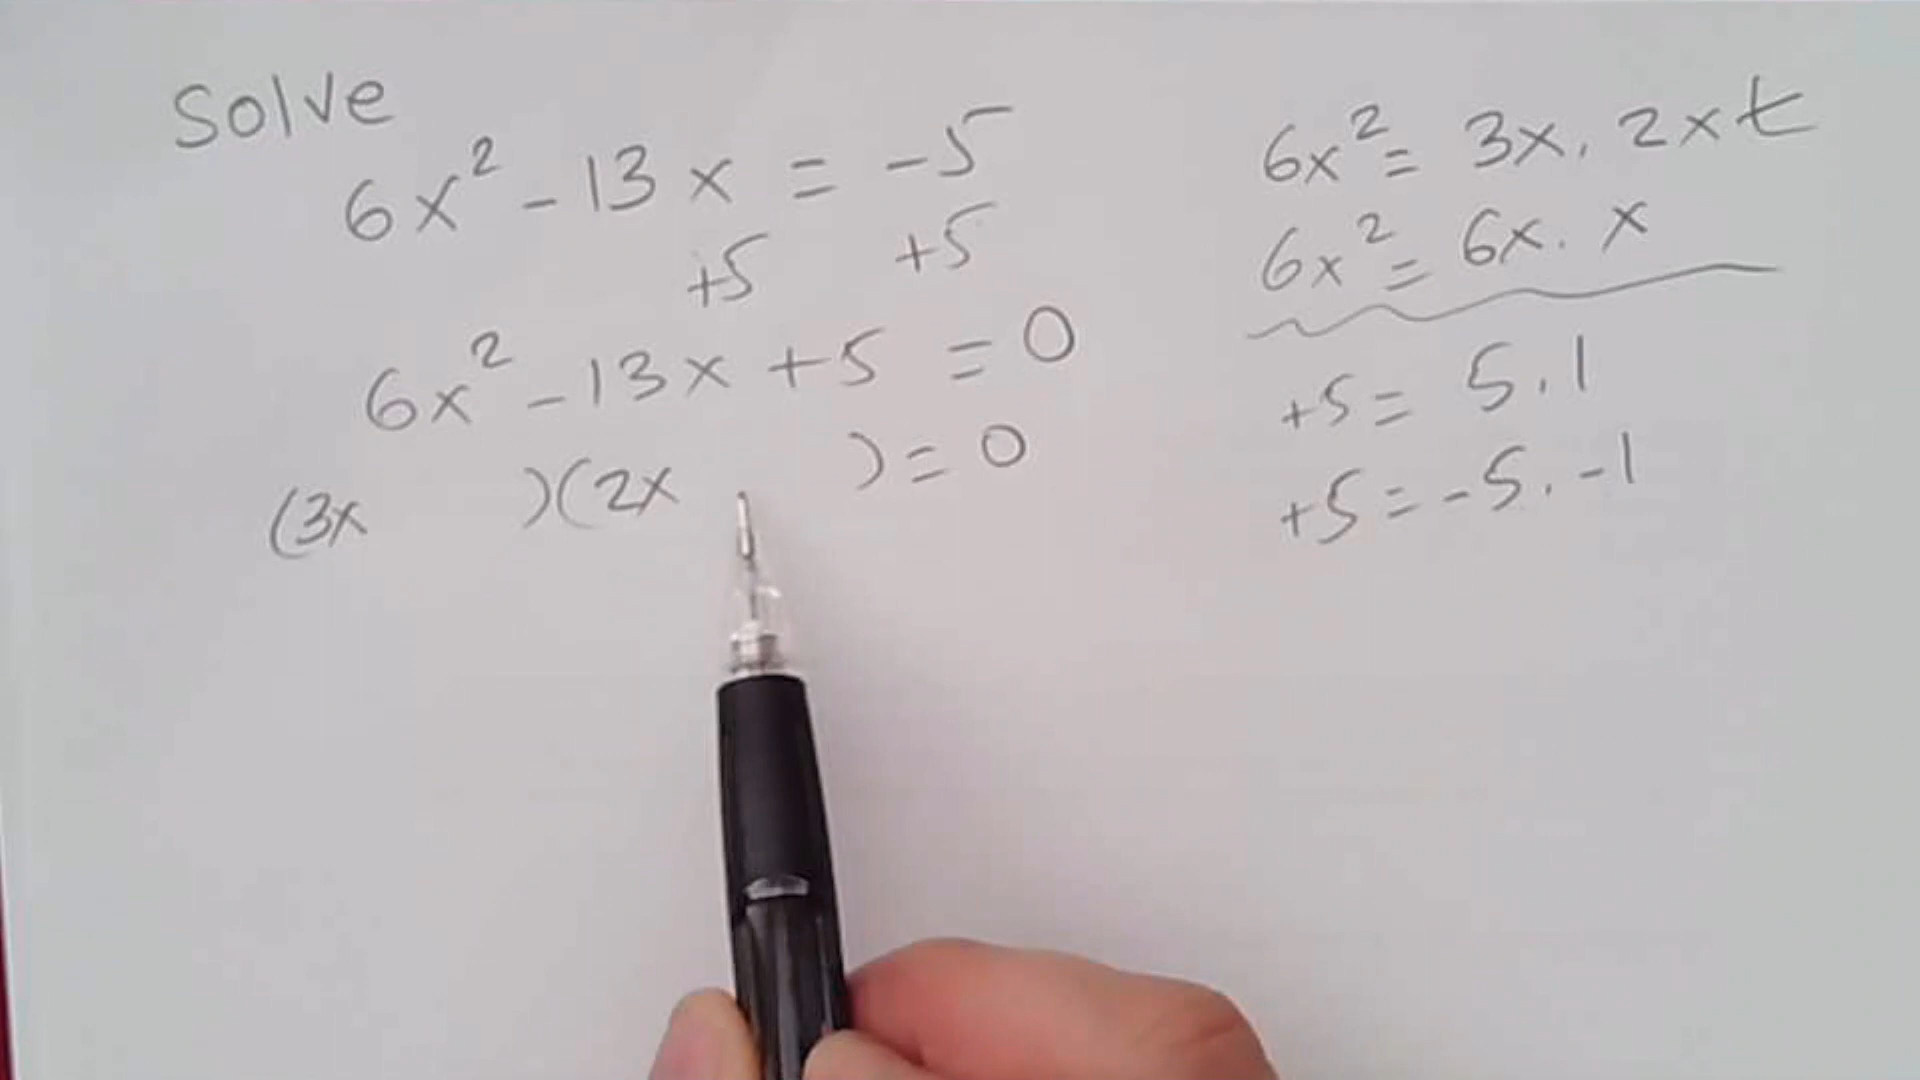 Solve
6x² - 13x = -5
+5 +5
6x² - 13x + 5 = 0
(3x )(2x ) = 0
6x² = 3x . 2x ←
6x² = 6x . x
+5 = 5 . 1
+5 = -5 . -1